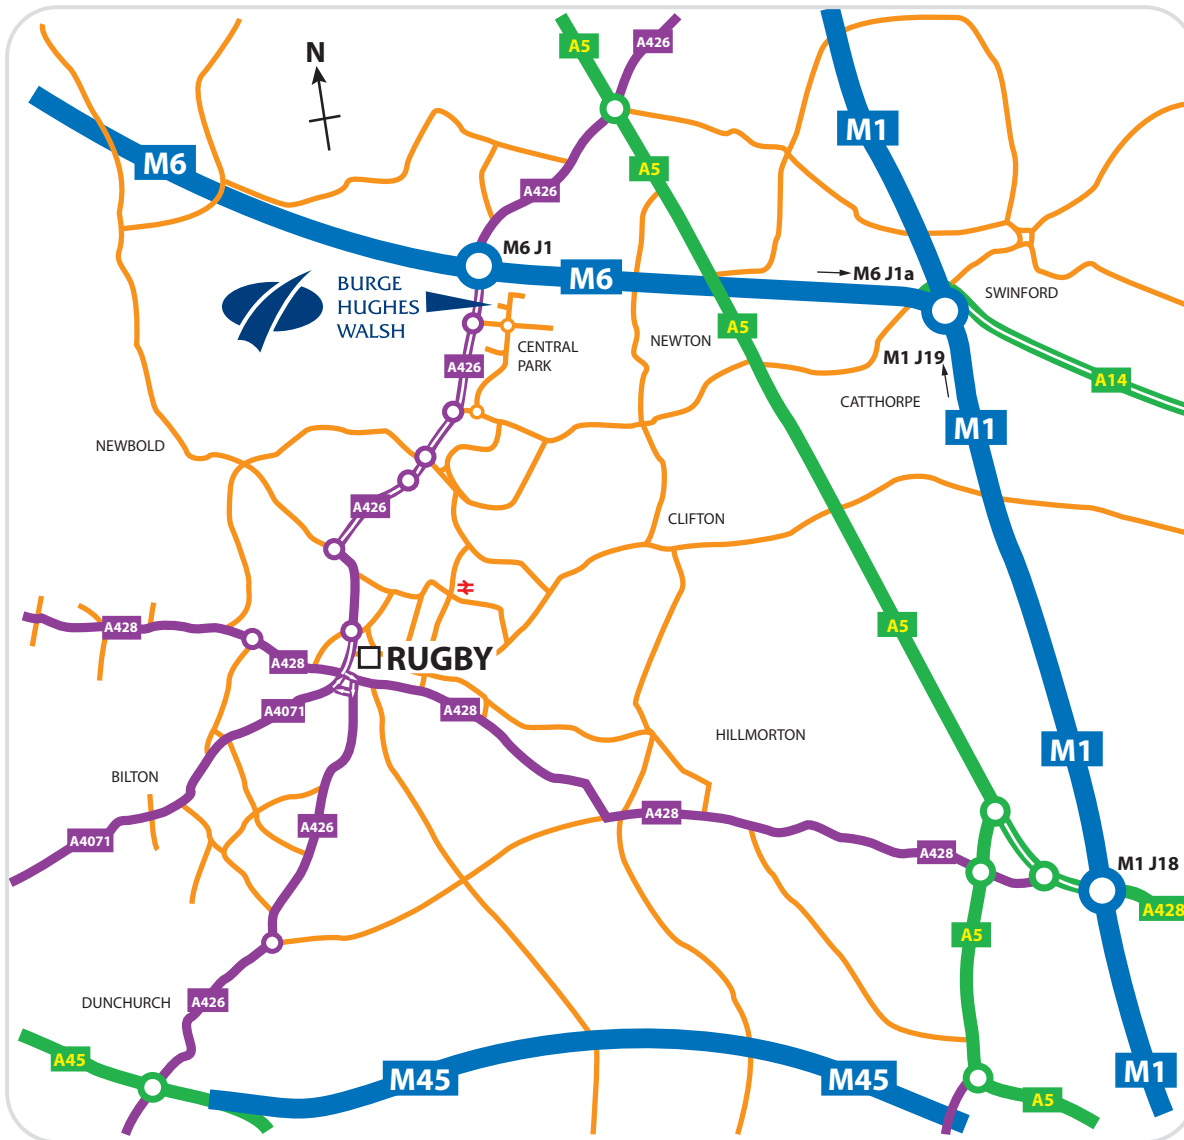 A5
A426
N
M1
M6
A5
A426
M6 J1
M6
M6 J1a
SWINFORD
BURGE
HUGHES
WALSH
A5
NEWTON
CENTRAL
PARK
A426
M1 J19
A14
CATTHORPE
M1
NEWBOLD
A426
CLIFTON
A428
A5
RUGBY
A428
A4071
A428
HILLMORTON
M1
BILTON
A428
A426
A4071
A428
M1 J18
A428
A5
DUNCHURCH
A426
A45
M45
M45
M1
A5